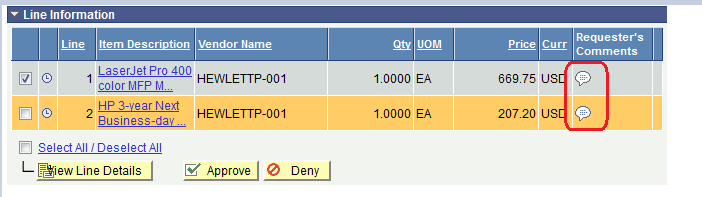 Line Information
Line Item Description Vendor Name Qty UOM Price Curr Requester's Comments
1 LaserJet Pro 400 color MFP M... HEWLETTP-001 1.0000 EA 669.75 USD
2 HP 3-year Next Business-day ... HEWLETTP-001 1.0000 EA 207.20 USD
Select All / Deselect All
View Line Details Approve Deny